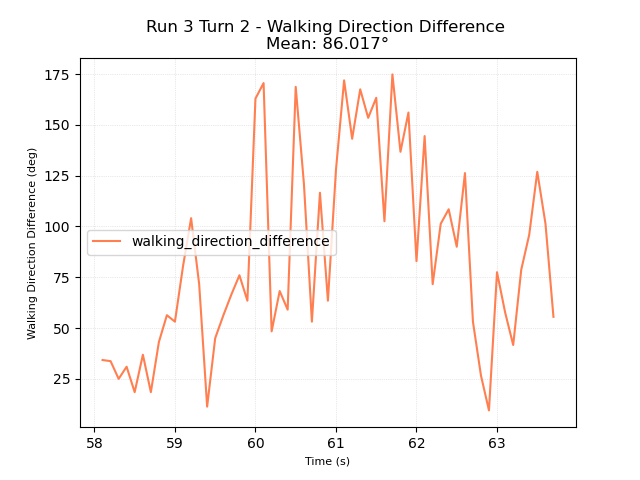 Run 3 Turn 2 - Walking Direction Difference
Mean: 86.017°
Walking Direction Difference (deg)
175
150
125
100
75
50
25
walking_direction_difference
58
59
60
61
62
63
Time (s)